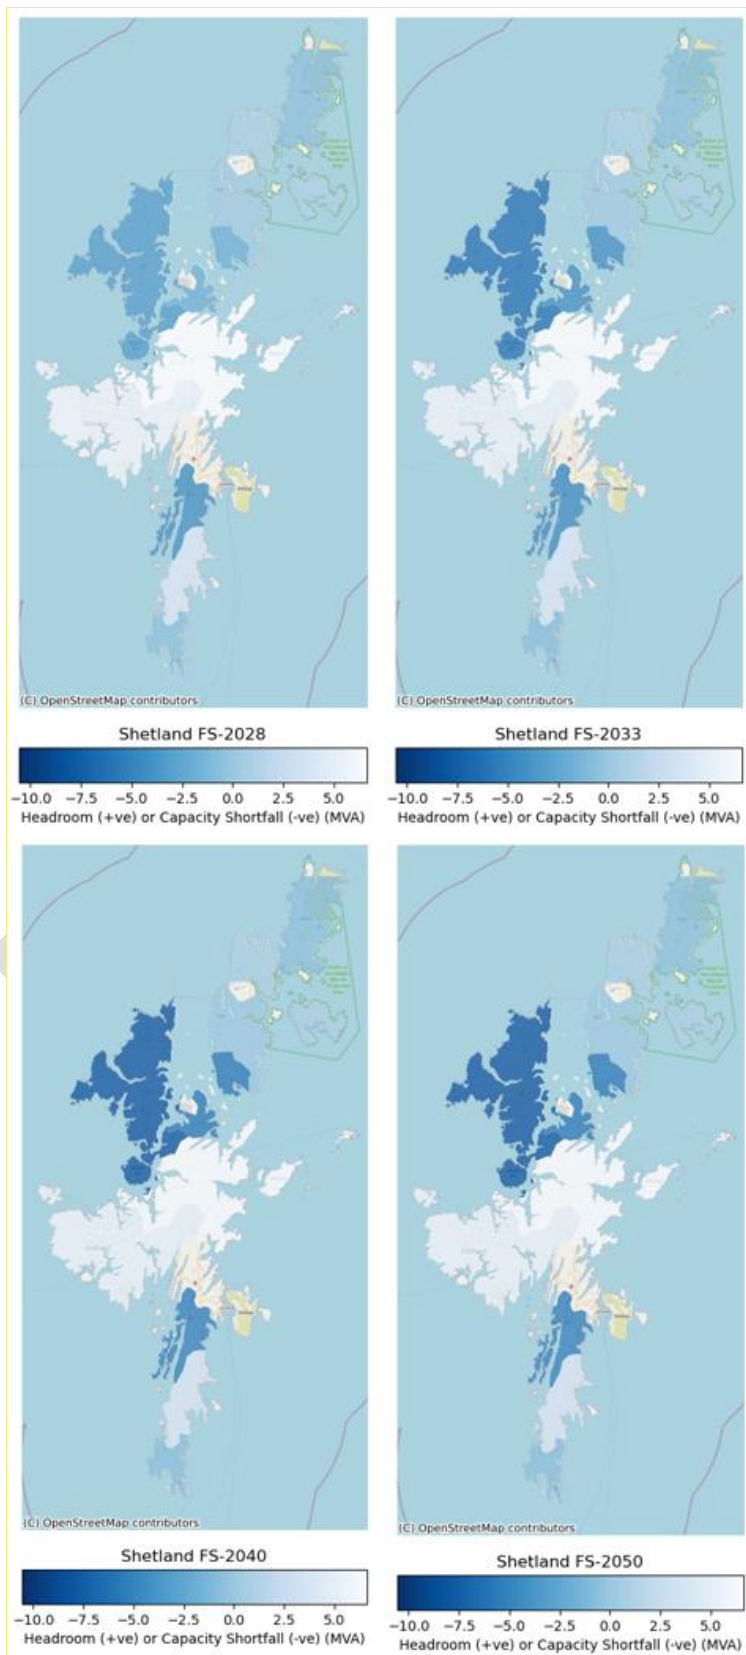 (C) OpenStreetMap contributors
(C) OpenStreetMap contributors
Shetland FS-2028
Shetland FS-2033
−10.0 −7.5 −5.0 −2.5 0.0 2.5 5.0
−10.0 −7.5 −5.0 −2.5 0.0 2.5 5.0
Headroom (+ve) or Capacity Shortfall (-ve) (MVA)
Headroom (+ve) or Capacity Shortfall (-ve) (MVA)
(C) OpenStreetMap contributors
(C) OpenStreetMap contributors
Shetland FS-2040
Shetland FS-2050
−10.0 −7.5 −5.0 −2.5 0.0 2.5 5.0
−10.0 −7.5 −5.0 −2.5 0.0 2.5 5.0
Headroom (+ve) or Capacity Shortfall (-ve) (MVA)
Headroom (+ve) or Capacity Shortfall (-ve) (MVA)